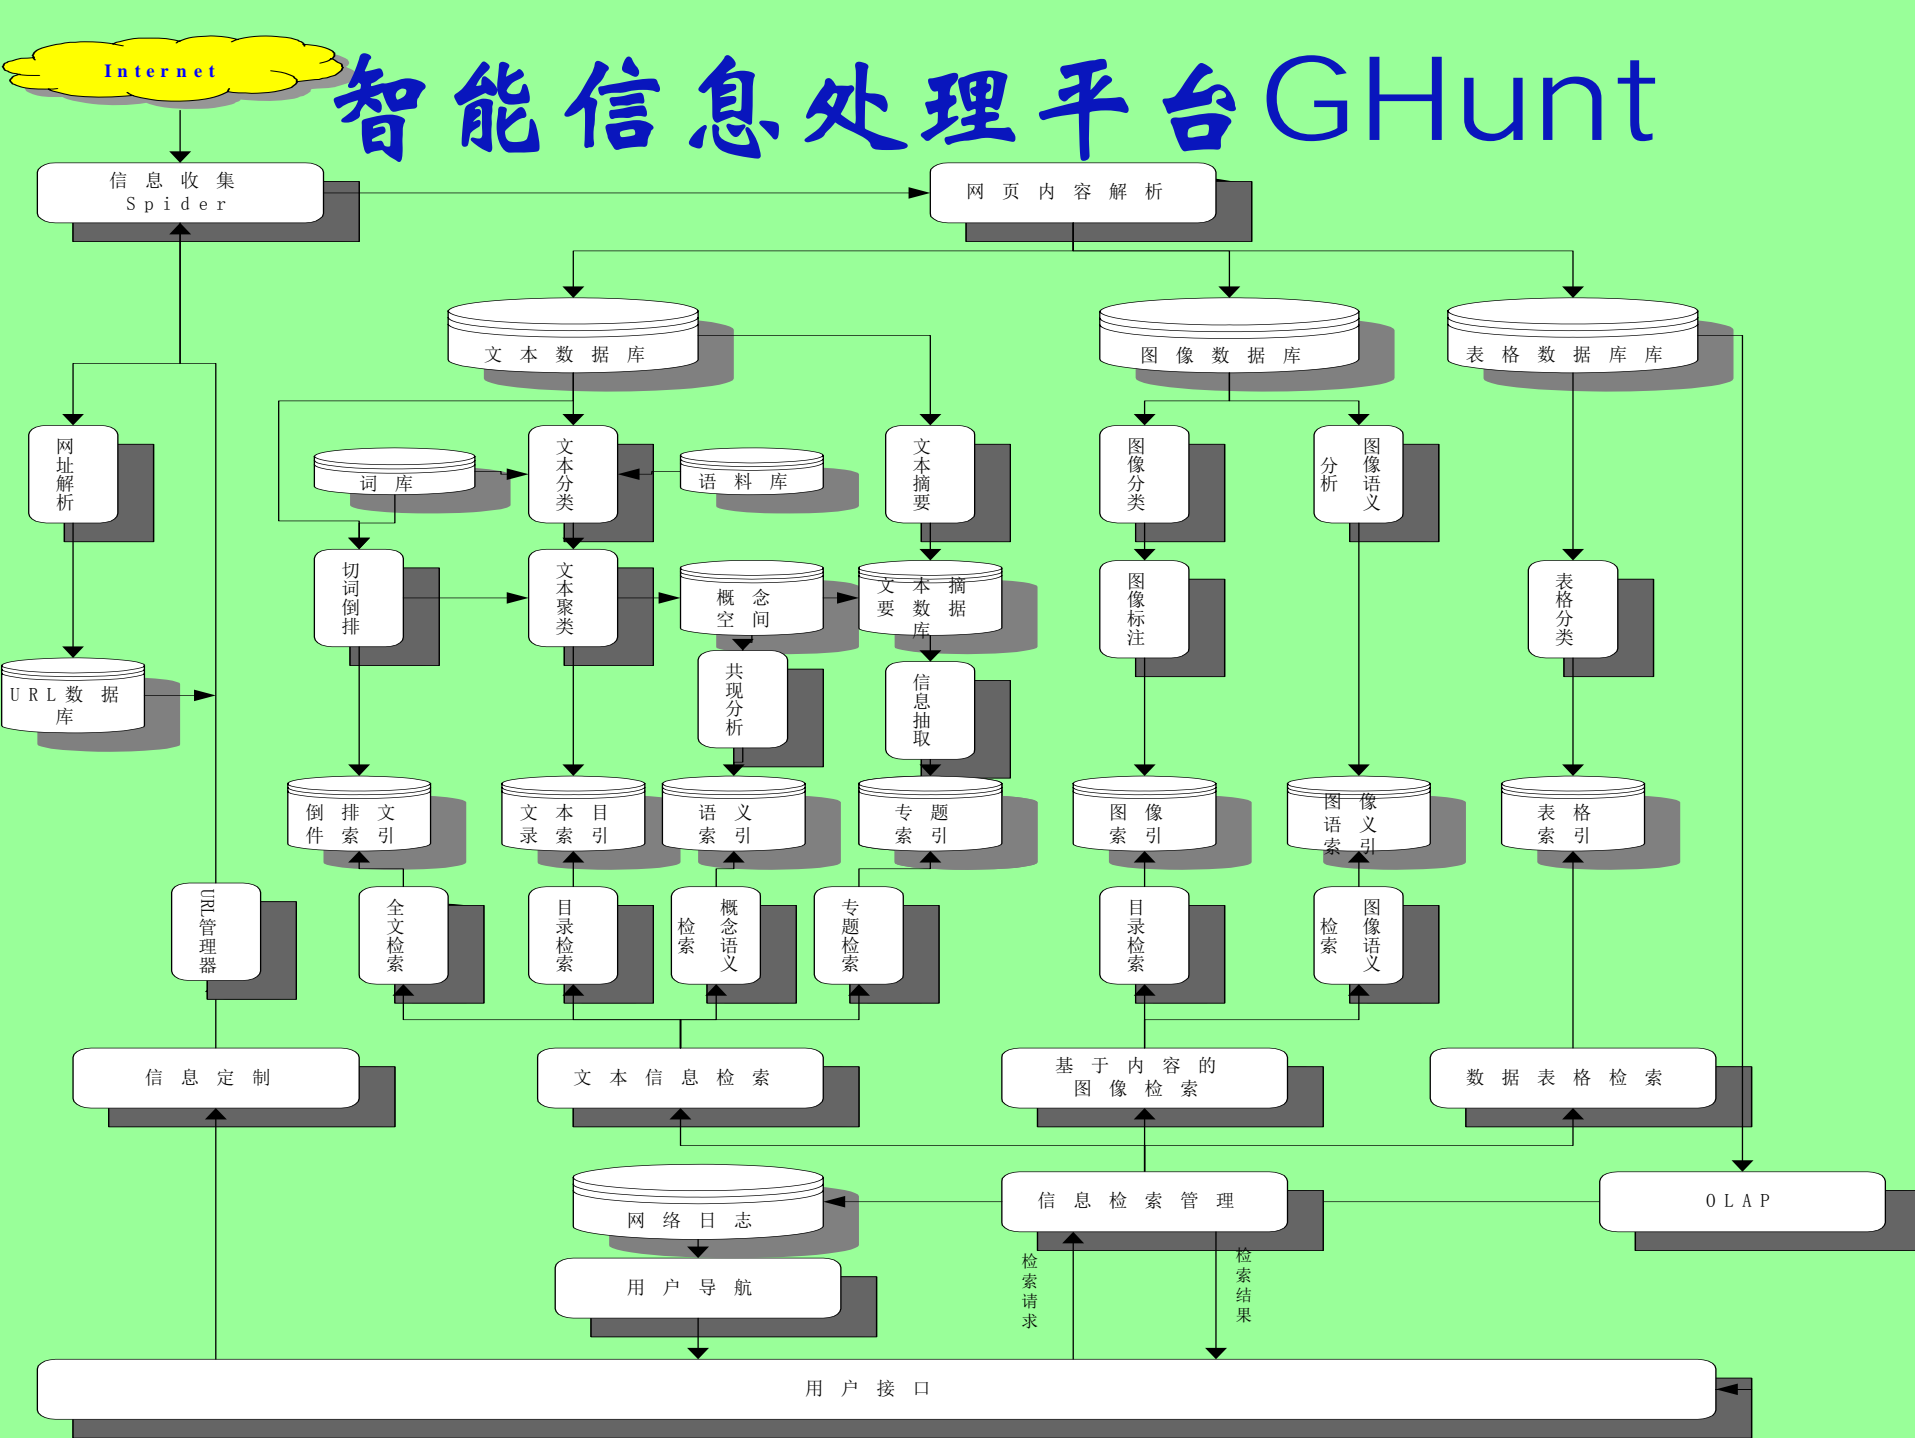 Internet
智能信息处理平台GHunt
信息收集
Spider
网页内容解析
文本数据库
图像数据库
表格数据库库
网址解析
词库
文本分类
语料库
文本摘要
图像分类
图像语义
分析
切词倒排
文本聚类
概念
空间
文本摘
要数据
库
图像标注
表格分类
URL数据
库
共现分析
信息抽取
倒排文
件索引
文本目
录索引
语义
索引
专题
索引
图像
索引
图像
语义
索引
表格
索引
URL管理器
全文检索
目录检索
概念语义
检索
专题检索
目录检索
图像语义
检索
信息定制
文本信息检索
基于内容的
图像检索
数据表格检索
网络日志
信息检索管理
OLAP
用户导航
检索请求
检索结果
用户接口